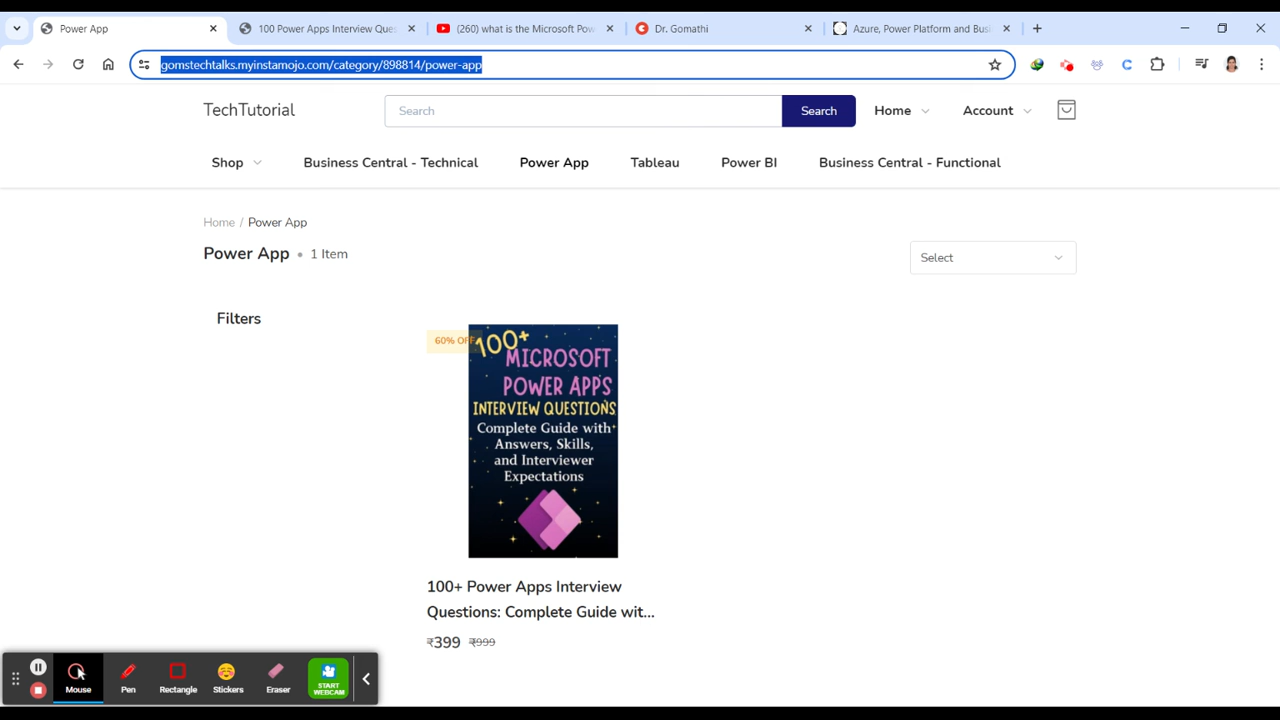 Power App
100 Power Apps Interview Ques
(260) what is the Microsoft Pow
Dr. Gomathi
Azure, Power Platform and Busi
gomstechtalks.myinstamojo.com/category/898814/power-app
TechTutorial
Search
Search
Home
Account
Shop
Business Central - Technical
Power App
Tableau
Power BI
Business Central - Functional
Home / Power App
Power App • 1 Item
Select
Filters
60% OFF
100+
MICROSOFT
POWER APPS
INTERVIEW QUESTIONS
Complete Guide with
Answers, Skills,
and Interviewer
Expectations
100+ Power Apps Interview
Questions: Complete Guide wit...
₹399 ₹999
Mouse
Pen
Rectangle
Stickers
Eraser
START
WEBCAM